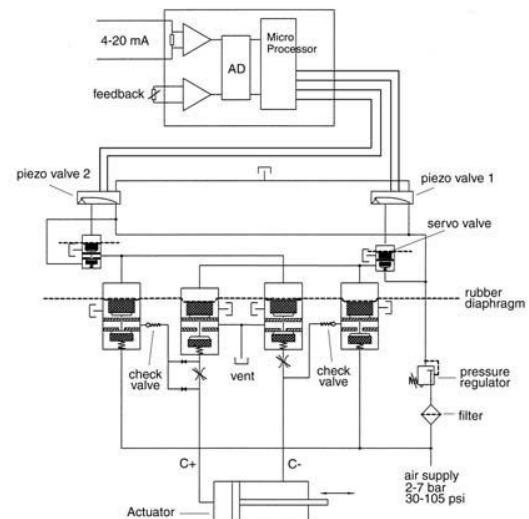 4-20 mA
AD
Micro
Processor
feedback
piezo valve 2
piezo valve 1
servo valve
rubber
diaphragm
check
valve
vent
check
valve
pressure
regulator
filter
C+
C-
air supply
2-7 bar
30-105 psi
Actuator